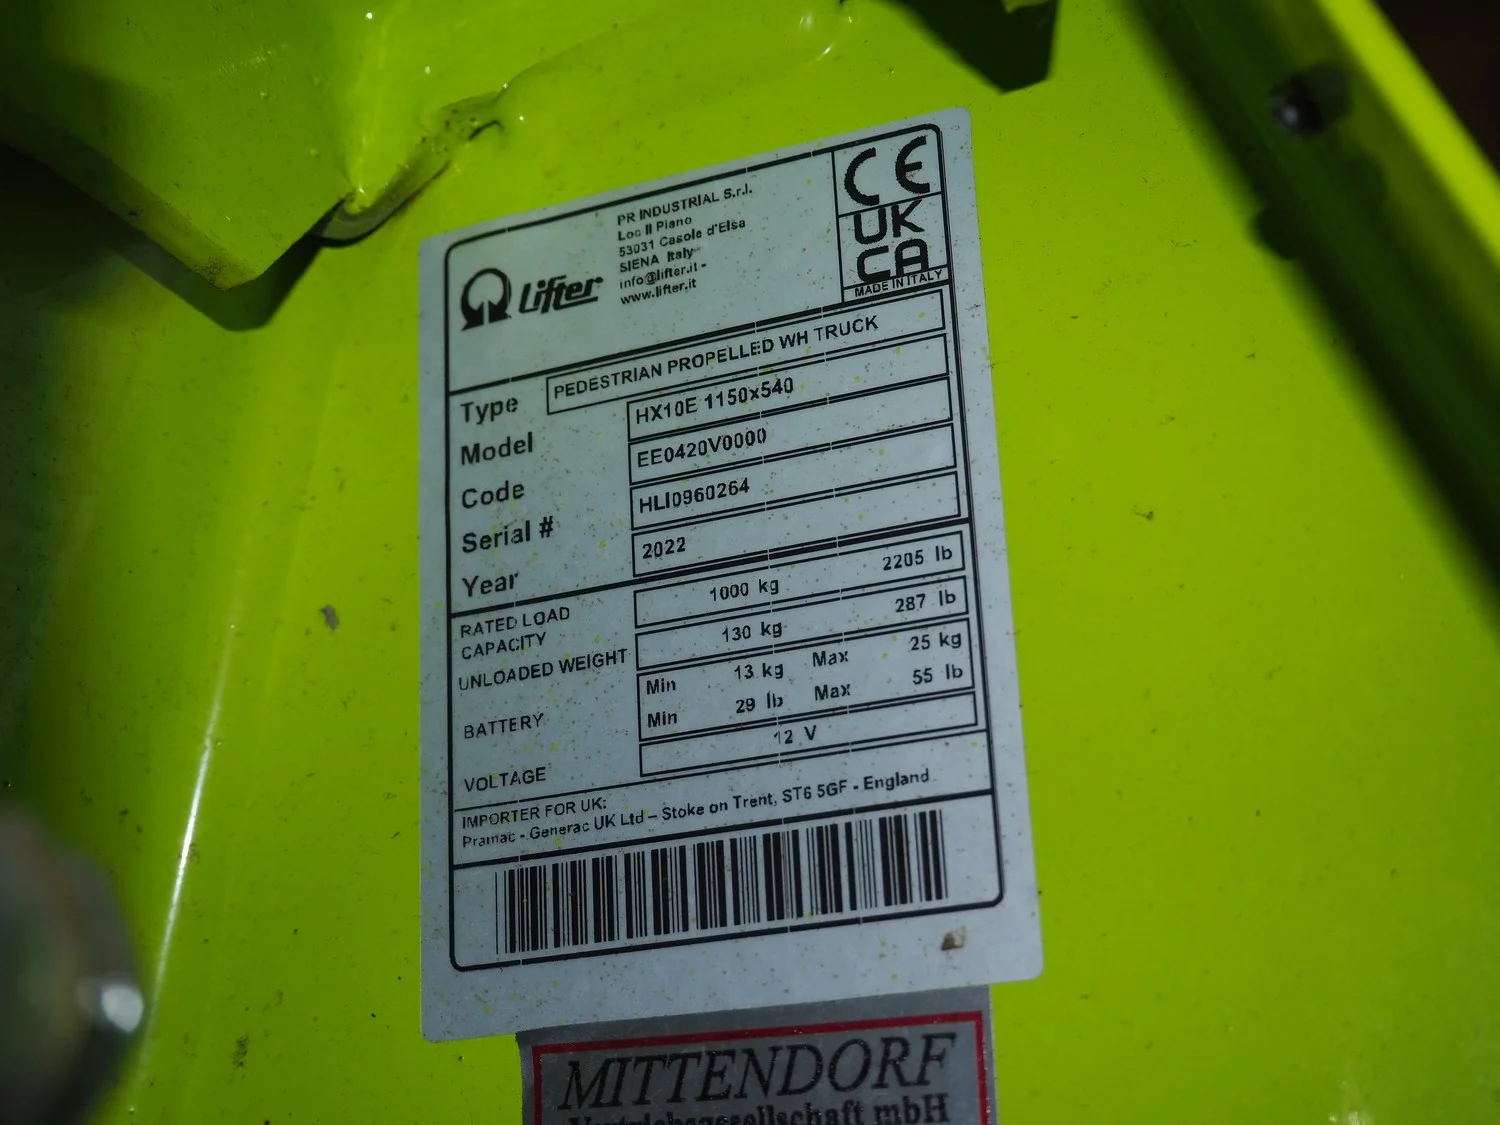 Lifter
PR INDUSTRIAL S.r.l.
Loc Il Piano
53031 Casole d'Elsa
SIENA Italy-
info@lifter.it -
www.lifter.it
CE
UK
CA
MADE IN ITALY
Type PEDESTRIAN PROPELLED WH TRUCK
Model HX10E 1150x540
Code EE0420V0000
Serial # HLI0960264
Year 2022
RATED LOAD CAPACITY 1000 kg 2205 lb
UNLOADED WEIGHT 130 kg 287 lb
BATTERY Min 13 kg Max 25 kg
Min 29 lb Max 55 lb
VOLTAGE 12 V
IMPORTER FOR UK:
Pramac - Generac UK Ltd – Stoke on Trent, ST6 5GF - England
MITTENDORF
Vertriebsgesellschaft mbH